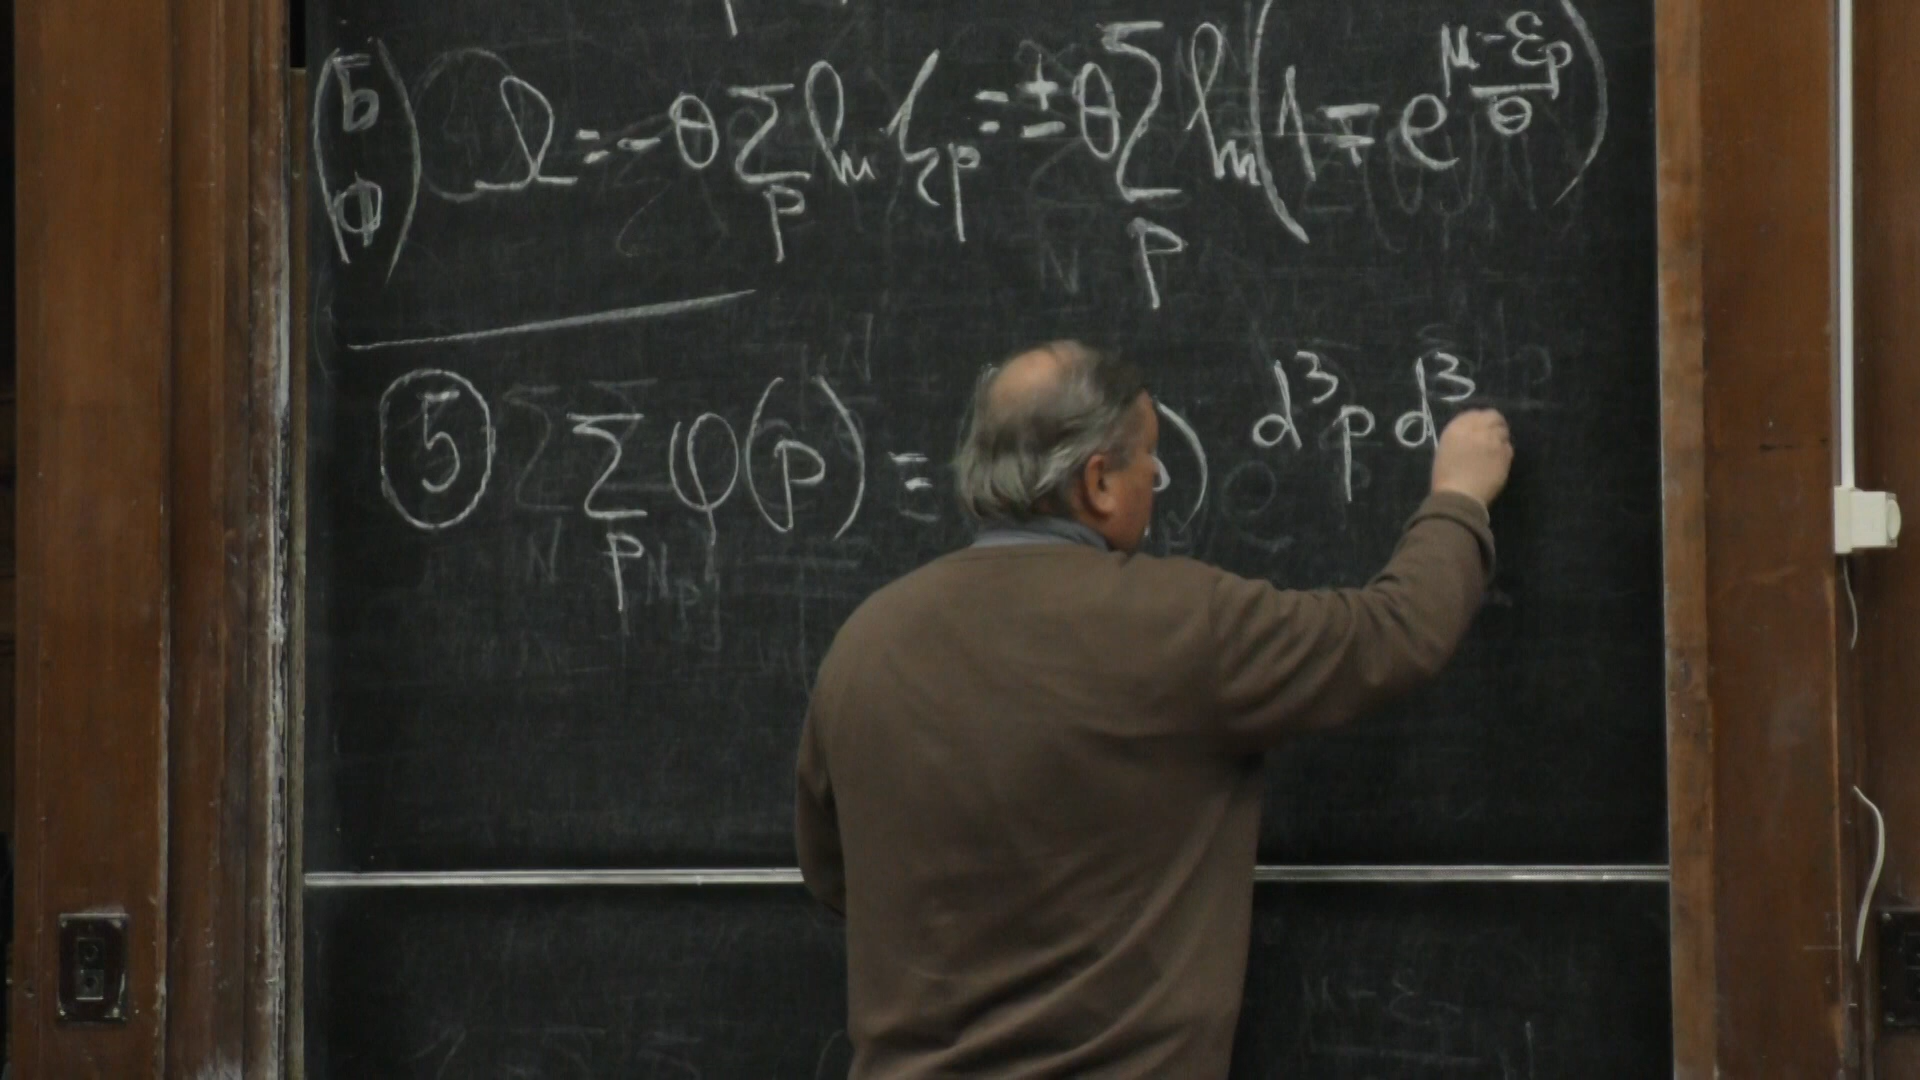 (Б Ф) Ω = -θ Σ_p ln ξ_p = ±θ Σ_p ln(1 ∓ e^{(μ-ε_p)/θ})
⑤ Σ_p φ(p) = ) d³p d³